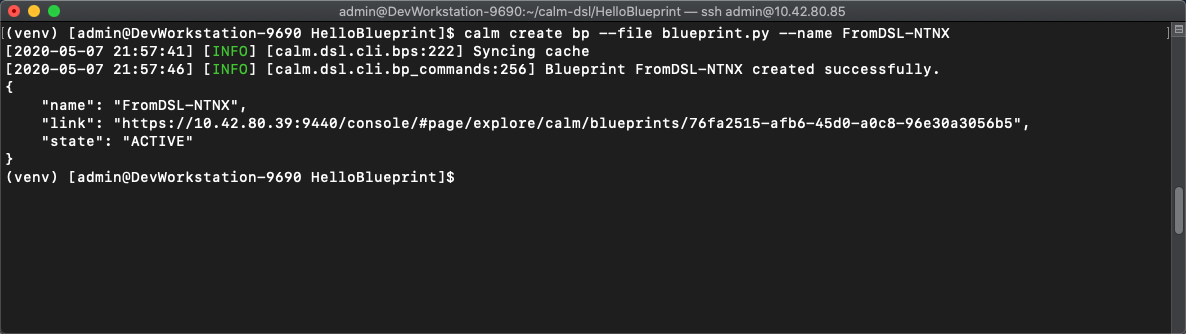 admin@DevWorkstation-9690:~/calm-dsl/HelloBlueprint — ssh admin@10.42.80.85
[(venv) [admin@DevWorkstation-9690 HelloBlueprint]$ calm create bp --file blueprint.py --name FromDSL-NTNX ]
[2020-05-07 21:57:41] [INFO] [calm.dsl.cli.bps:222] Syncing cache
[2020-05-07 21:57:46] [INFO] [calm.dsl.cli.bp_commands:256] Blueprint FromDSL-NTNX created successfully.
{
    "name": "FromDSL-NTNX",
    "link": "https://10.42.80.39:9440/console/#page/explore/calm/blueprints/76fa2515-afb6-45d0-a0c8-96e30a3056b5",
    "state": "ACTIVE"
}
(venv) [admin@DevWorkstation-9690 HelloBlueprint]$